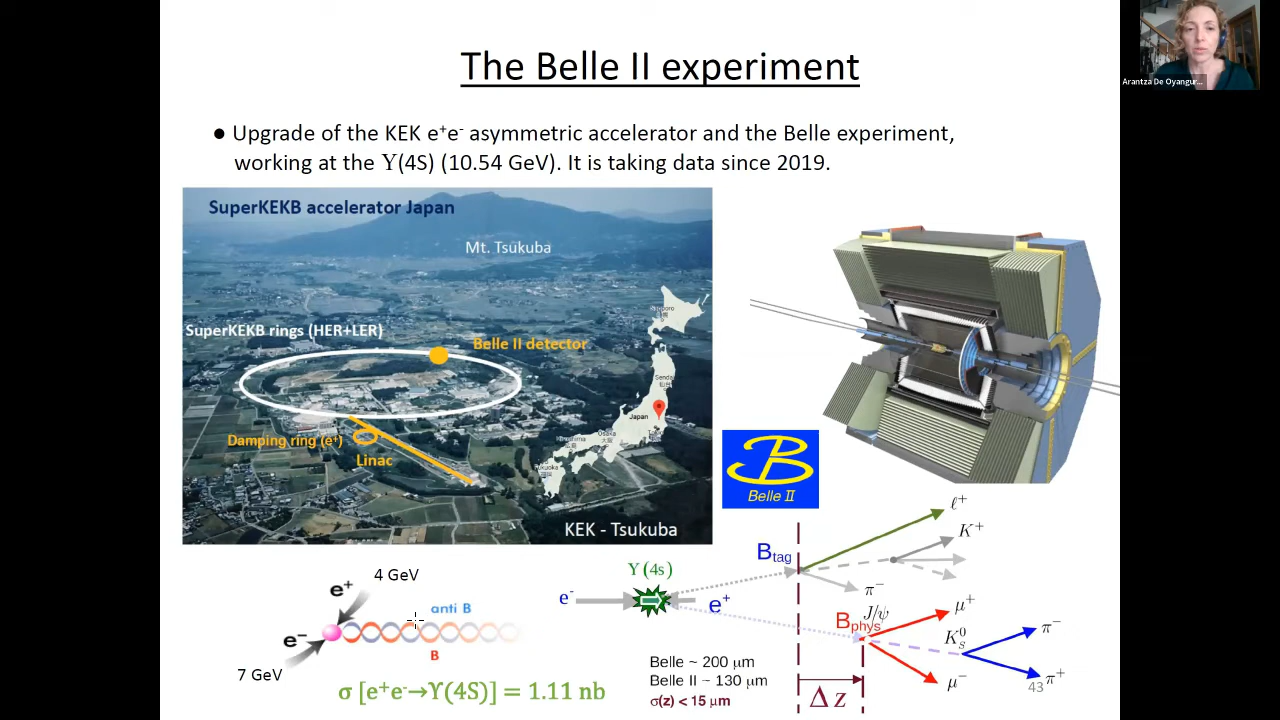 The Belle II experiment
Arantza De Oyangur...
● Upgrade of the KEK e⁺e⁻ asymmetric accelerator and the Belle experiment,
working at the ϒ(4S) (10.54 GeV). It is taking data since 2019.
SuperKEKB accelerator Japan
Mt. Tsukuba
SuperKEKB rings (HER+LER)
Belle II detector
Damping ring (e⁺)
Linac
Japan
KEK - Tsukuba
Belle II
4 GeV
e⁺
anti B
e⁻
B
7 GeV
σ [e⁺e⁻→ϒ(4S)] = 1.11 nb
ϒ(4s)
e⁻
e⁺
B_tag
ℓ⁺
K⁺
π⁻
B_phys
J/ψ
μ⁺
K⁰_S
π⁻
μ⁻
π⁺
43
Belle ~ 200 μm
Belle II ~ 130 μm
σ(z) < 15 μm
Δ z